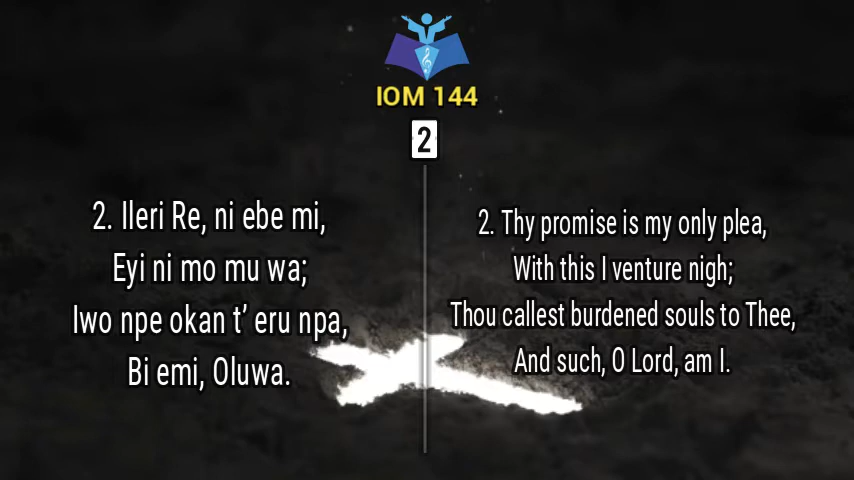 IOM 144
2
2. Ileri Re, ni ebe mi,
Eyi ni mo mu wa;
Iwo npe okan t’ eru npa,
Bi emi, Oluwa.
2. Thy promise is my only plea,
With this I venture nigh;
Thou callest burdened souls to Thee,
And such, O Lord, am I.